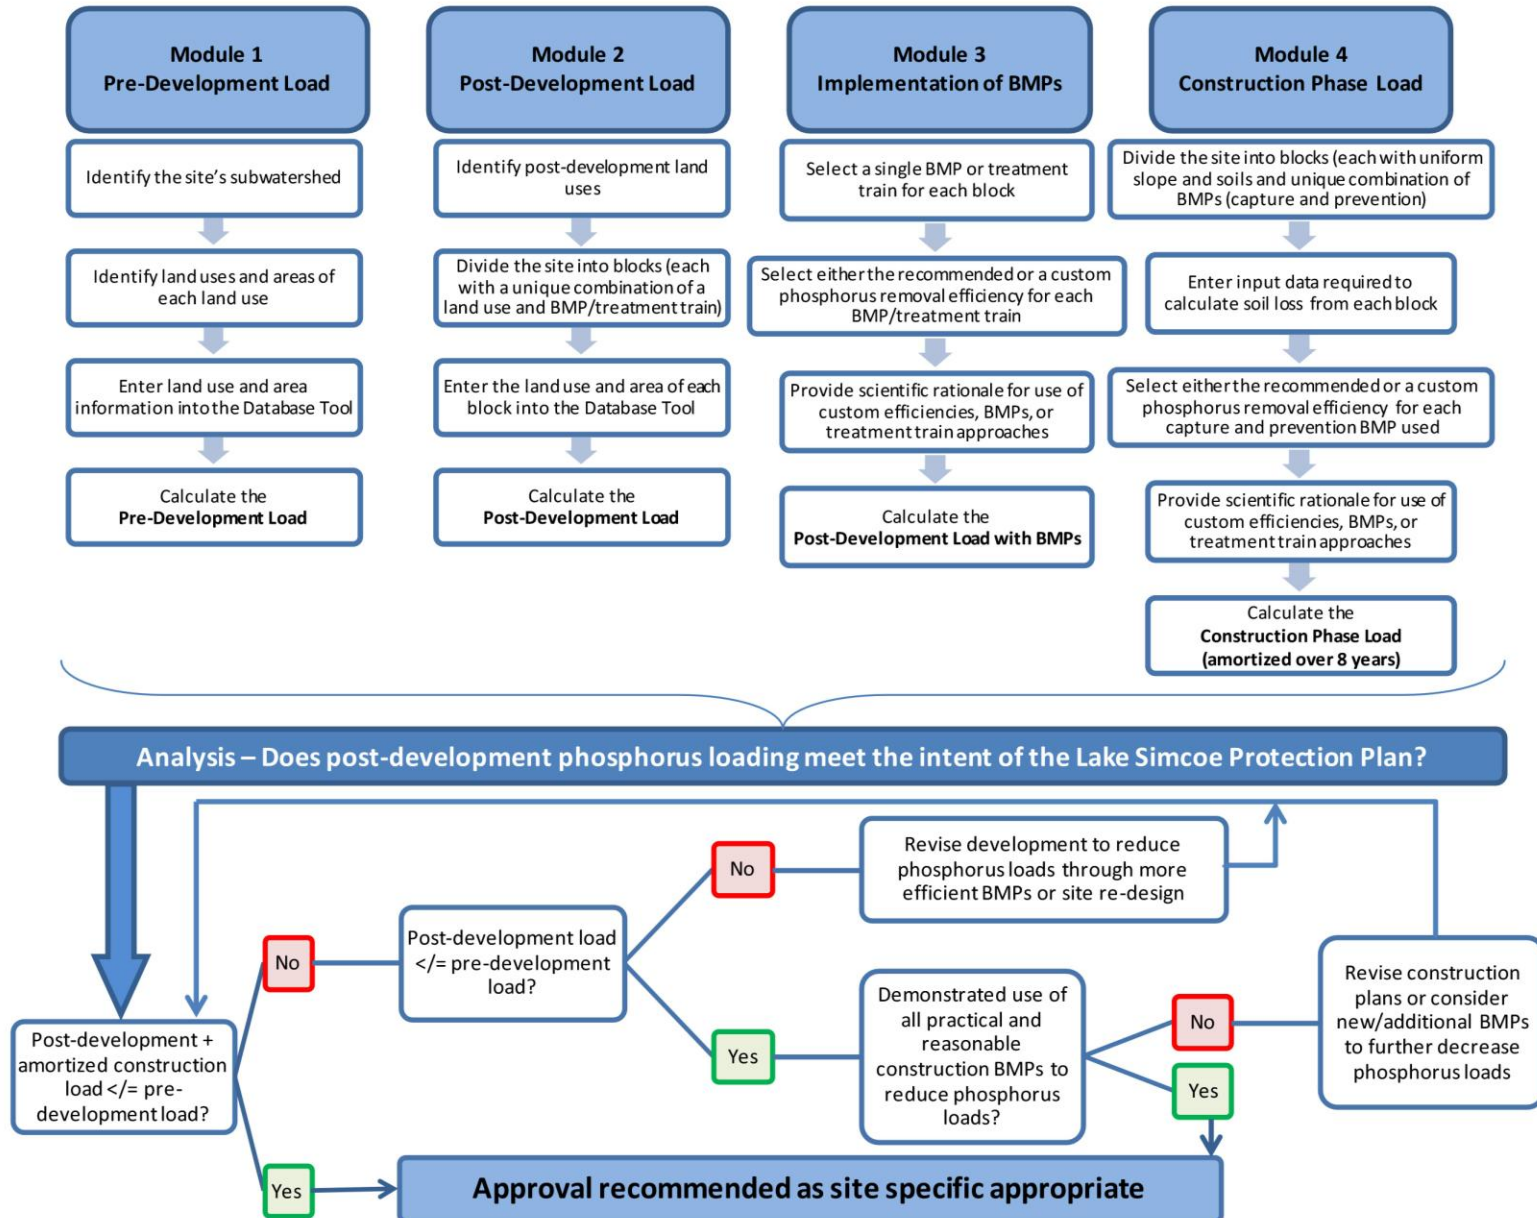 Module 1
Pre-Development Load
Identify the site's subwatershed
Identify land uses and areas
of each land use
Enter land use and area
information into the Database Tool
Calculate the
Pre-Development Load
Module 2
Post-Development Load
Identify post-development land
uses
Divide the site into blocks (each
with a unique combination of a
land use and BMP/treatment train)
Enter the land use and area of each
block into the Database Tool
Calculate the
Post-Development Load
Module 3
Implementation of BMPs
Select a single BMP or treatment
train for each block
Select either the recommended or a custom
phosphorus removal efficiency for each
BMP/treatment train
Provide scientific rationale for use of
custom efficiencies, BMPs, or
treatment train approaches
Calculate the
Post-Development Load with BMPs
Module 4
Construction Phase Load
Divide the site into blocks (each with uniform
slope and soils and unique combination of
BMPs (capture and prevention)
Enter input data required to
calculate soil loss from each block
Select either the recommended or a custom
phosphorus removal efficiency for each
capture and prevention BMP used
Provide scientific rationale for use of
custom efficiencies, BMPs, or
treatment train approaches
Calculate the
Construction Phase Load
(amortized over 8 years)
Analysis – Does post-development phosphorus loading meet the intent of the Lake Simcoe Protection Plan?
Post-development +
amortized construction
load </= pre-
development load?
No
Post-development load
</= pre-development
load?
No
Revise development to reduce
phosphorus loads through more
efficient BMPs or site re-design
Yes
Demonstrated use of
all practical and
reasonable
construction BMPs to
reduce phosphorus
loads?
No
Revise construction
plans or consider
new/additional BMPs
to further decrease
phosphorus loads
Yes
Yes
Approval recommended as site specific appropriate